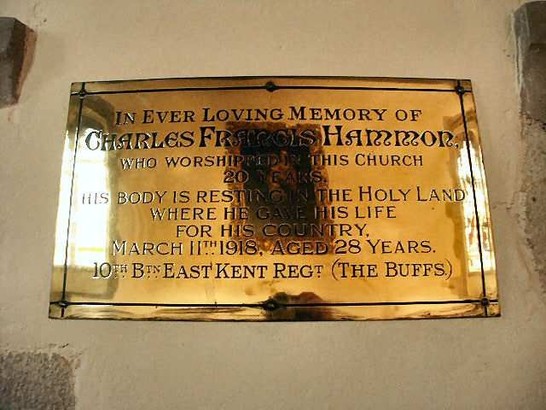 In Ever Loving Memory of
Charles Francis Hammon,
who worshipped in this Church
20 years.
His body is resting in the Holy Land
where he gave his life
for his country,
March 11th 1918, aged 28 years.
10th Btn East Kent Regt (The Buffs.)